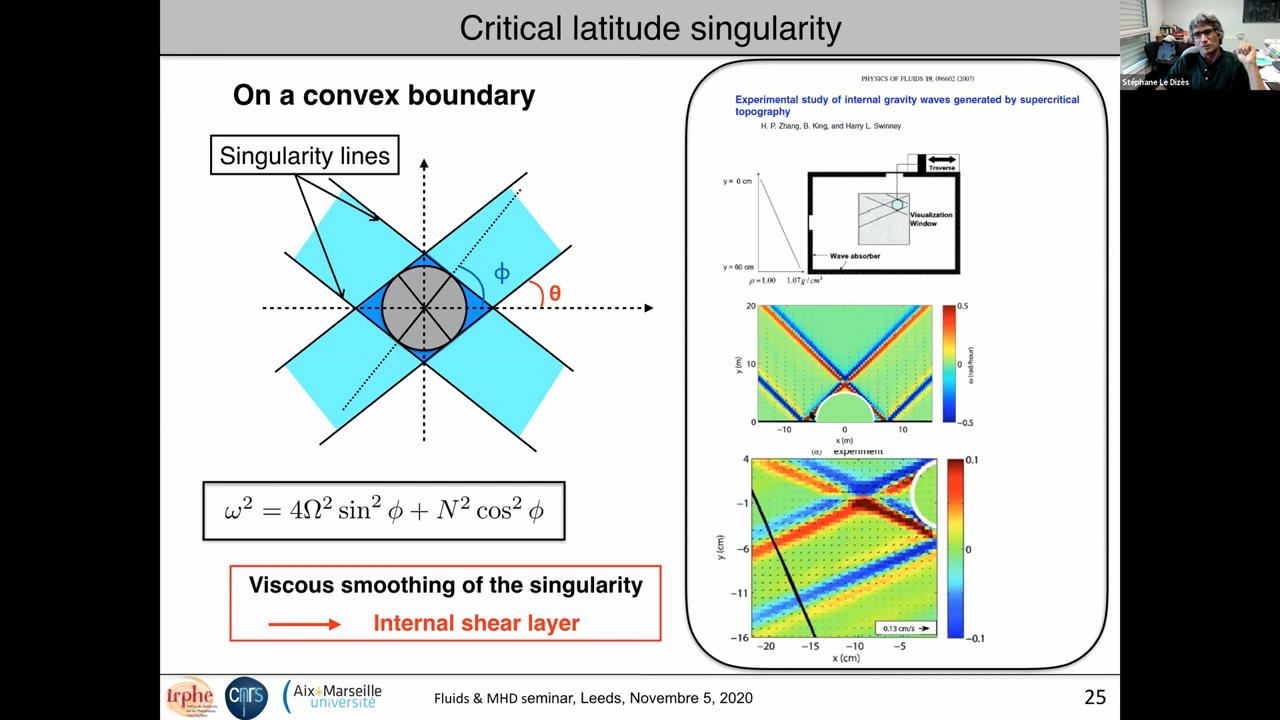 Critical latitude singularity
Stéphane Le Dizès
On a convex boundary
Singularity lines
ϕ
θ
ω² = 4Ω² sin² ϕ + N² cos² ϕ
Viscous smoothing of the singularity
Internal shear layer
PHYSICS OF FLUIDS 19, 096602 (2007)
Experimental study of internal gravity waves generated by supercritical
topography
H. P. Zhang, B. King, and Harry L. Swinney
Traverse
y = 0 cm
Visualization
Window
Wave absorber
y = 60 cm
ρ = 1.00 1.07g/cm³
20
10
0
y (m)
-10 0 10
x (m)
0.5
0
-0.5
ω (rad/hour)
(a) experiment
4
-1
-6
-11
-16
y (cm)
-20 -15 -10 -5
x (cm)
0.13 cm/s
0.1
0
-0.1
irphe
cnrs
Aix*Marseille
université
Fluids & MHD seminar, Leeds, Novembre 5, 2020
25